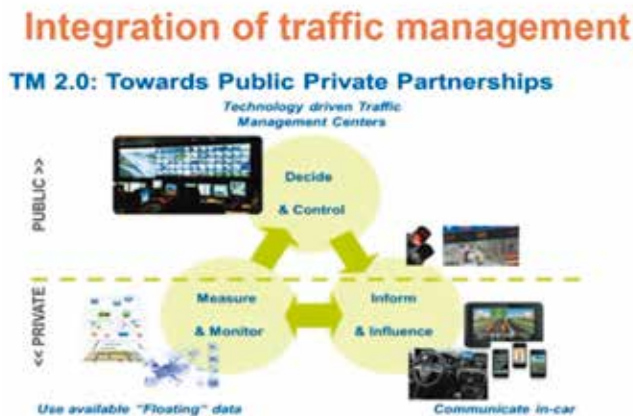 Integration of traffic management
TM 2.0: Towards Public Private Partnerships
Technology driven Traffic
Management Centers
PUBLIC >>
Decide
& Control
<< PRIVATE
Measure
& Monitor
Inform
& Influence
Use available "Floating" data
Communicate in-car